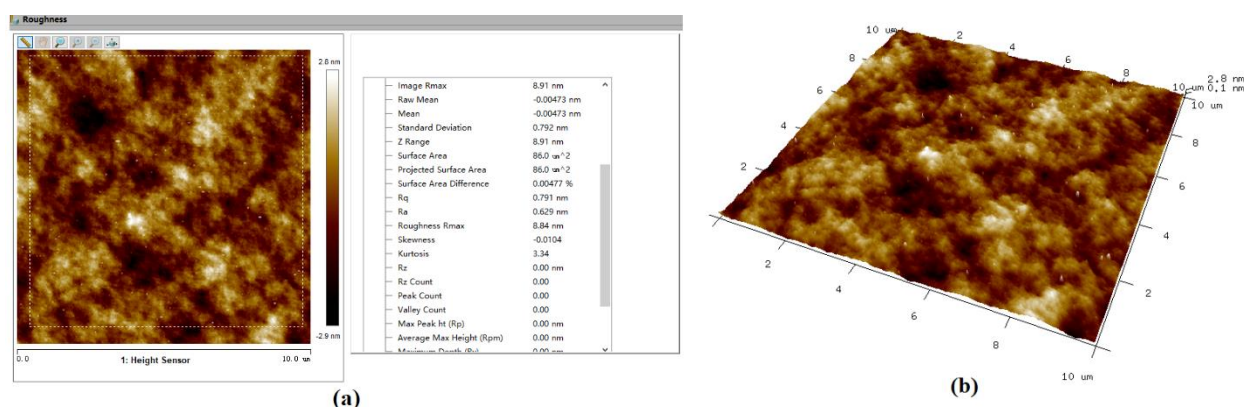 Roughness
2.8 nm
-2.9 nm
0.0
1: Height Sensor
10.0 um
Image Rmax 8.91 nm
Raw Mean -0.00473 nm
Mean -0.00473 nm
Standard Deviation 0.792 nm
Z Range 8.91 nm
Surface Area 86.0 um^2
Projected Surface Area 86.0 um^2
Surface Area Difference 0.00477 %
Rq 0.791 nm
Ra 0.629 nm
Roughness Rmax 8.84 nm
Skewness -0.0104
Kurtosis 3.34
Rz 0.00 nm
Rz Count 0.00
Peak Count 0.00
Valley Count 0.00
Max Peak ht (Rp) 0.00 nm
Average Max Height (Rpm) 0.00 nm
Maximum Depth (Rv) 0.00 nm
(a)
10 um
2
4
6
8
10 um
2.8 nm
0.1 nm
10 um
8
6
4
2
8
6
4
2
2
4
6
8
10 um
(b)